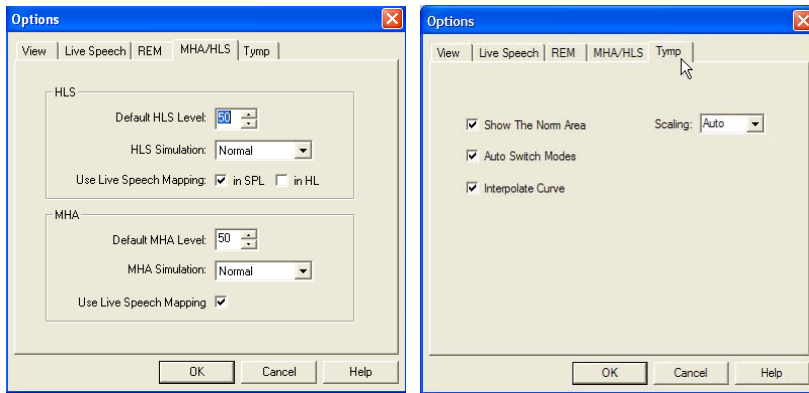 Options
View Live Speech REM MHA/HLS Tymp
HLS
Default HLS Level: 50
HLS Simulation: Normal
Use Live Speech Mapping: in SPL in HL
MHA
Default MHA Level: 50
MHA Simulation: Normal
Use Live Speech Mapping
OK Cancel Help
Options
View Live Speech REM MHA/HLS Tymp
Show The Norm Area Scaling: Auto
Auto Switch Modes
Interpolate Curve
OK Cancel Help